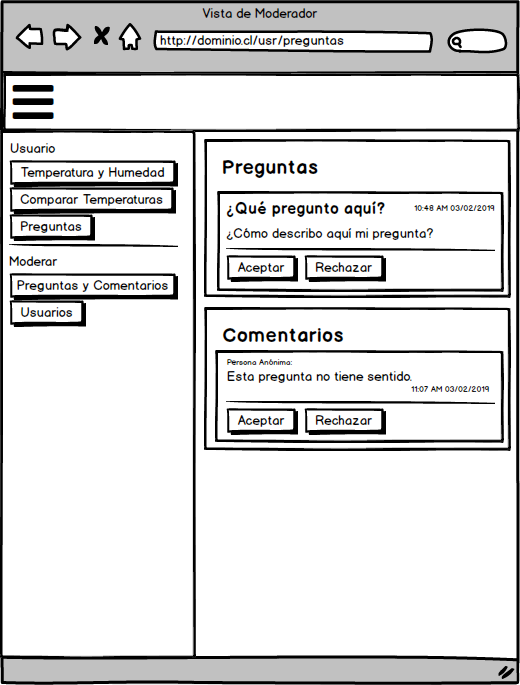 Vista de Moderador
http://dominio.cl/usr/preguntas
Usuario
Temperatura y Humedad
Comparar Temperaturas
Preguntas
Moderar
Preguntas y Comentarios
Usuarios
Preguntas
¿Qué pregunto aquí? 10:48 AM 03/02/2019
¿Cómo describo aquí mi pregunta?
Aceptar Rechazar
Comentarios
Persona Anónima:
Esta pregunta no tiene sentido.
11:07 AM 03/02/2019
Aceptar Rechazar